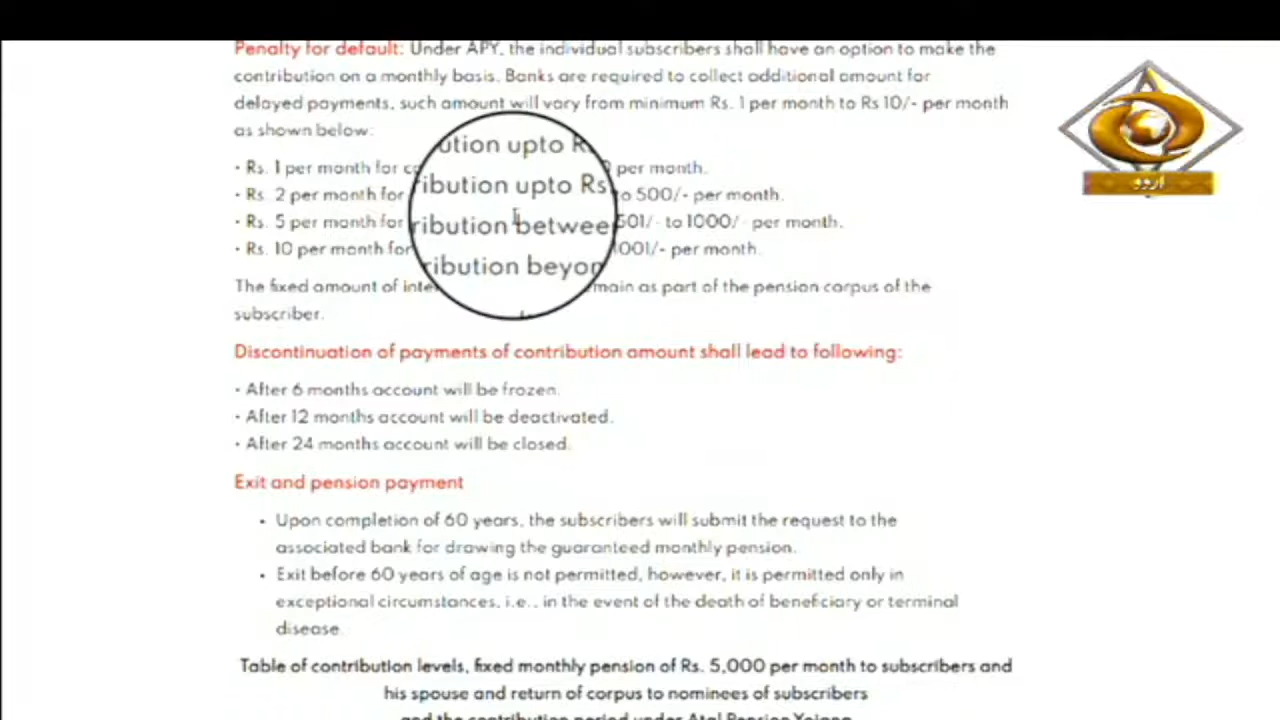 Penalty for default: Under APY, the individual subscribers shall have an option to make the
contribution on a monthly basis. Banks are required to collect additional amount for
delayed payments, such amount will vary from minimum Rs. 1 per month to Rs 10/- per month
as shown below:
• Rs. 1 per month for ution upto R per month.
• Rs. 2 per month for ribution upto Rs to 500/- per month.
• Rs. 5 per month for ribution betwee 501/- to 1000/- per month.
• Rs. 10 per month for ribution beyon 1001/- per month.
The fixed amount of inte main as part of the pension corpus of the
subscriber.
Discontinuation of payments of contribution amount shall lead to following:
• After 6 months account will be frozen.
• After 12 months account will be deactivated.
• After 24 months account will be closed.
Exit and pension payment
• Upon completion of 60 years, the subscribers will submit the request to the
associated bank for drawing the guaranteed monthly pension.
• Exit before 60 years of age is not permitted, however, it is permitted only in
exceptional circumstances, i.e., in the event of the death of beneficiary or terminal
disease.
Table of contribution levels, fixed monthly pension of Rs. 5,000 per month to subscribers and
his spouse and return of corpus to nominees of subscribers
and the contribution period under Atal Pension Yojana
اردو